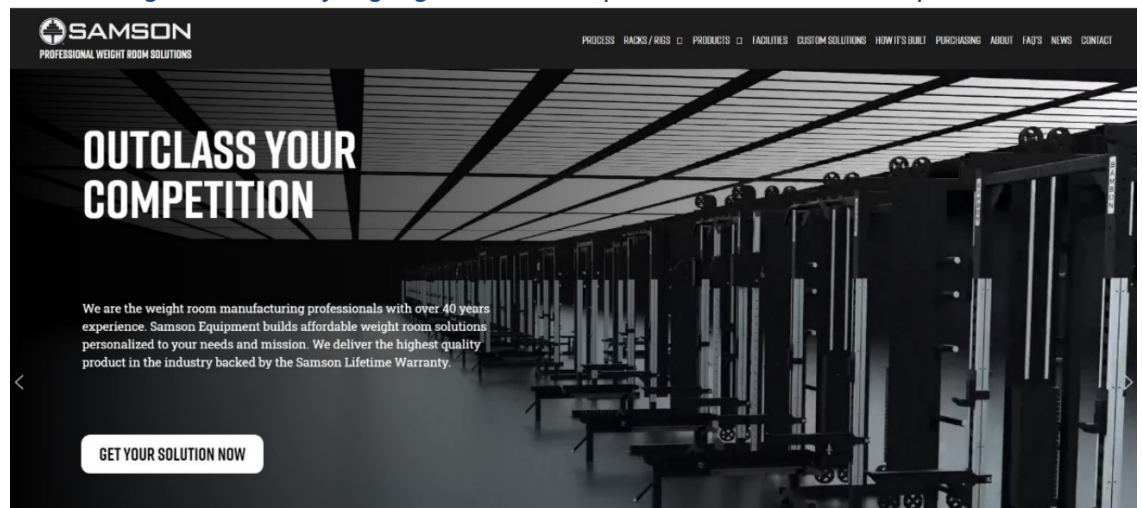 SAMSON
PROFESSIONAL WEIGHT ROOM SOLUTIONS
PROCESS RACKS / RIGS PRODUCTS FACILITIES CUSTOM SOLUTIONS HOW IT'S BUILT PURCHASING ABOUT FAQ'S NEWS CONTACT
OUTCLASS YOUR
COMPETITION
We are the weight room manufacturing professionals with over 40 years
experience. Samson Equipment builds affordable weight room solutions
personalized to your needs and mission. We deliver the highest quality
product in the industry backed by the Samson Lifetime Warranty.
GET YOUR SOLUTION NOW
SAMSON